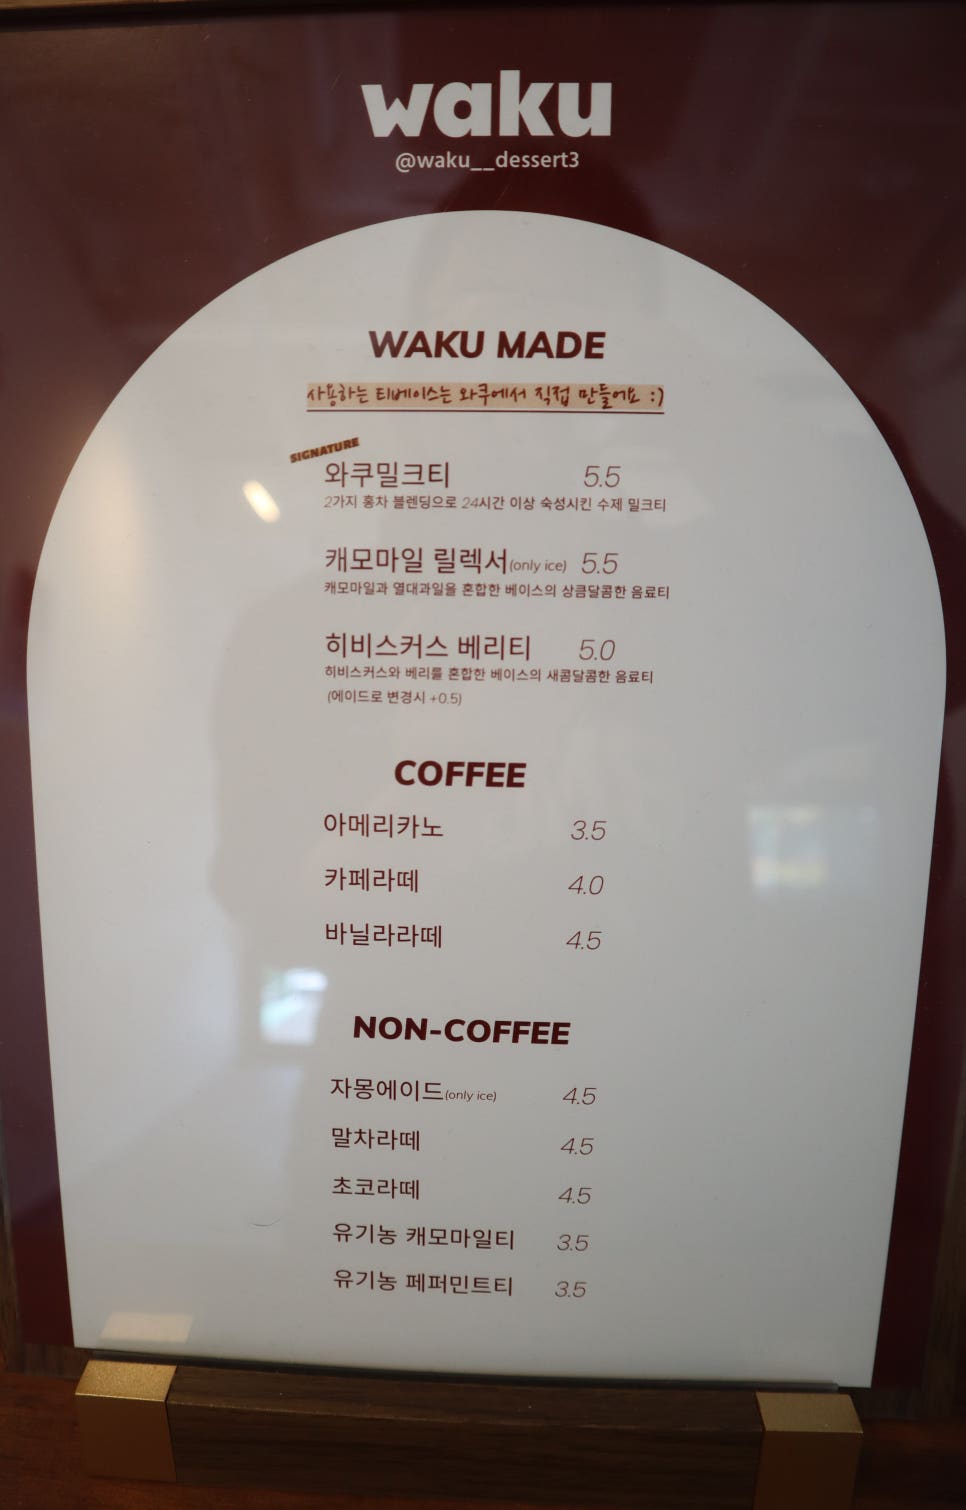 waku
@waku__dessert3
WAKU MADE
사용하는 티베이스는 와쿠에서 직접 만들어요 :)
SIGNATURE
와쿠밀크티 5.5
2가지 홍차 블렌딩으로 24시간 이상 숙성시킨 수제 밀크티
캐모마일 릴렉서(only ice) 5.5
캐모마일과 열대과일을 혼합한 베이스의 상큼달콤한 음료티
히비스커스 베리티 5.0
히비스커스와 베리를 혼합한 베이스의 새콤달콤한 음료티
(에이드로 변경시 +0.5)
COFFEE
아메리카노 3.5
카페라떼 4.0
바닐라라떼 4.5
NON-COFFEE
자몽에이드(only ice) 4.5
말차라떼 4.5
초코라떼 4.5
유기농 캐모마일티 3.5
유기농 페퍼민트티 3.5